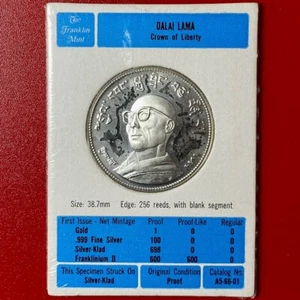 The
Franklin
Mint
DALAI LAMA
Crown of Liberty
Size: 38.7mm Edge: 256 reeds, with blank segment
First Issue - Net Mintage Proof Proof-Like Regular
Gold 1 0 0
.999 Fine Silver 100 0 0
Silver-Klad 698 0 0
Franklinium II 600 600 0
This Specimen Struck On Original Condition Catalog No
Silver-Klad Proof AS-66-01